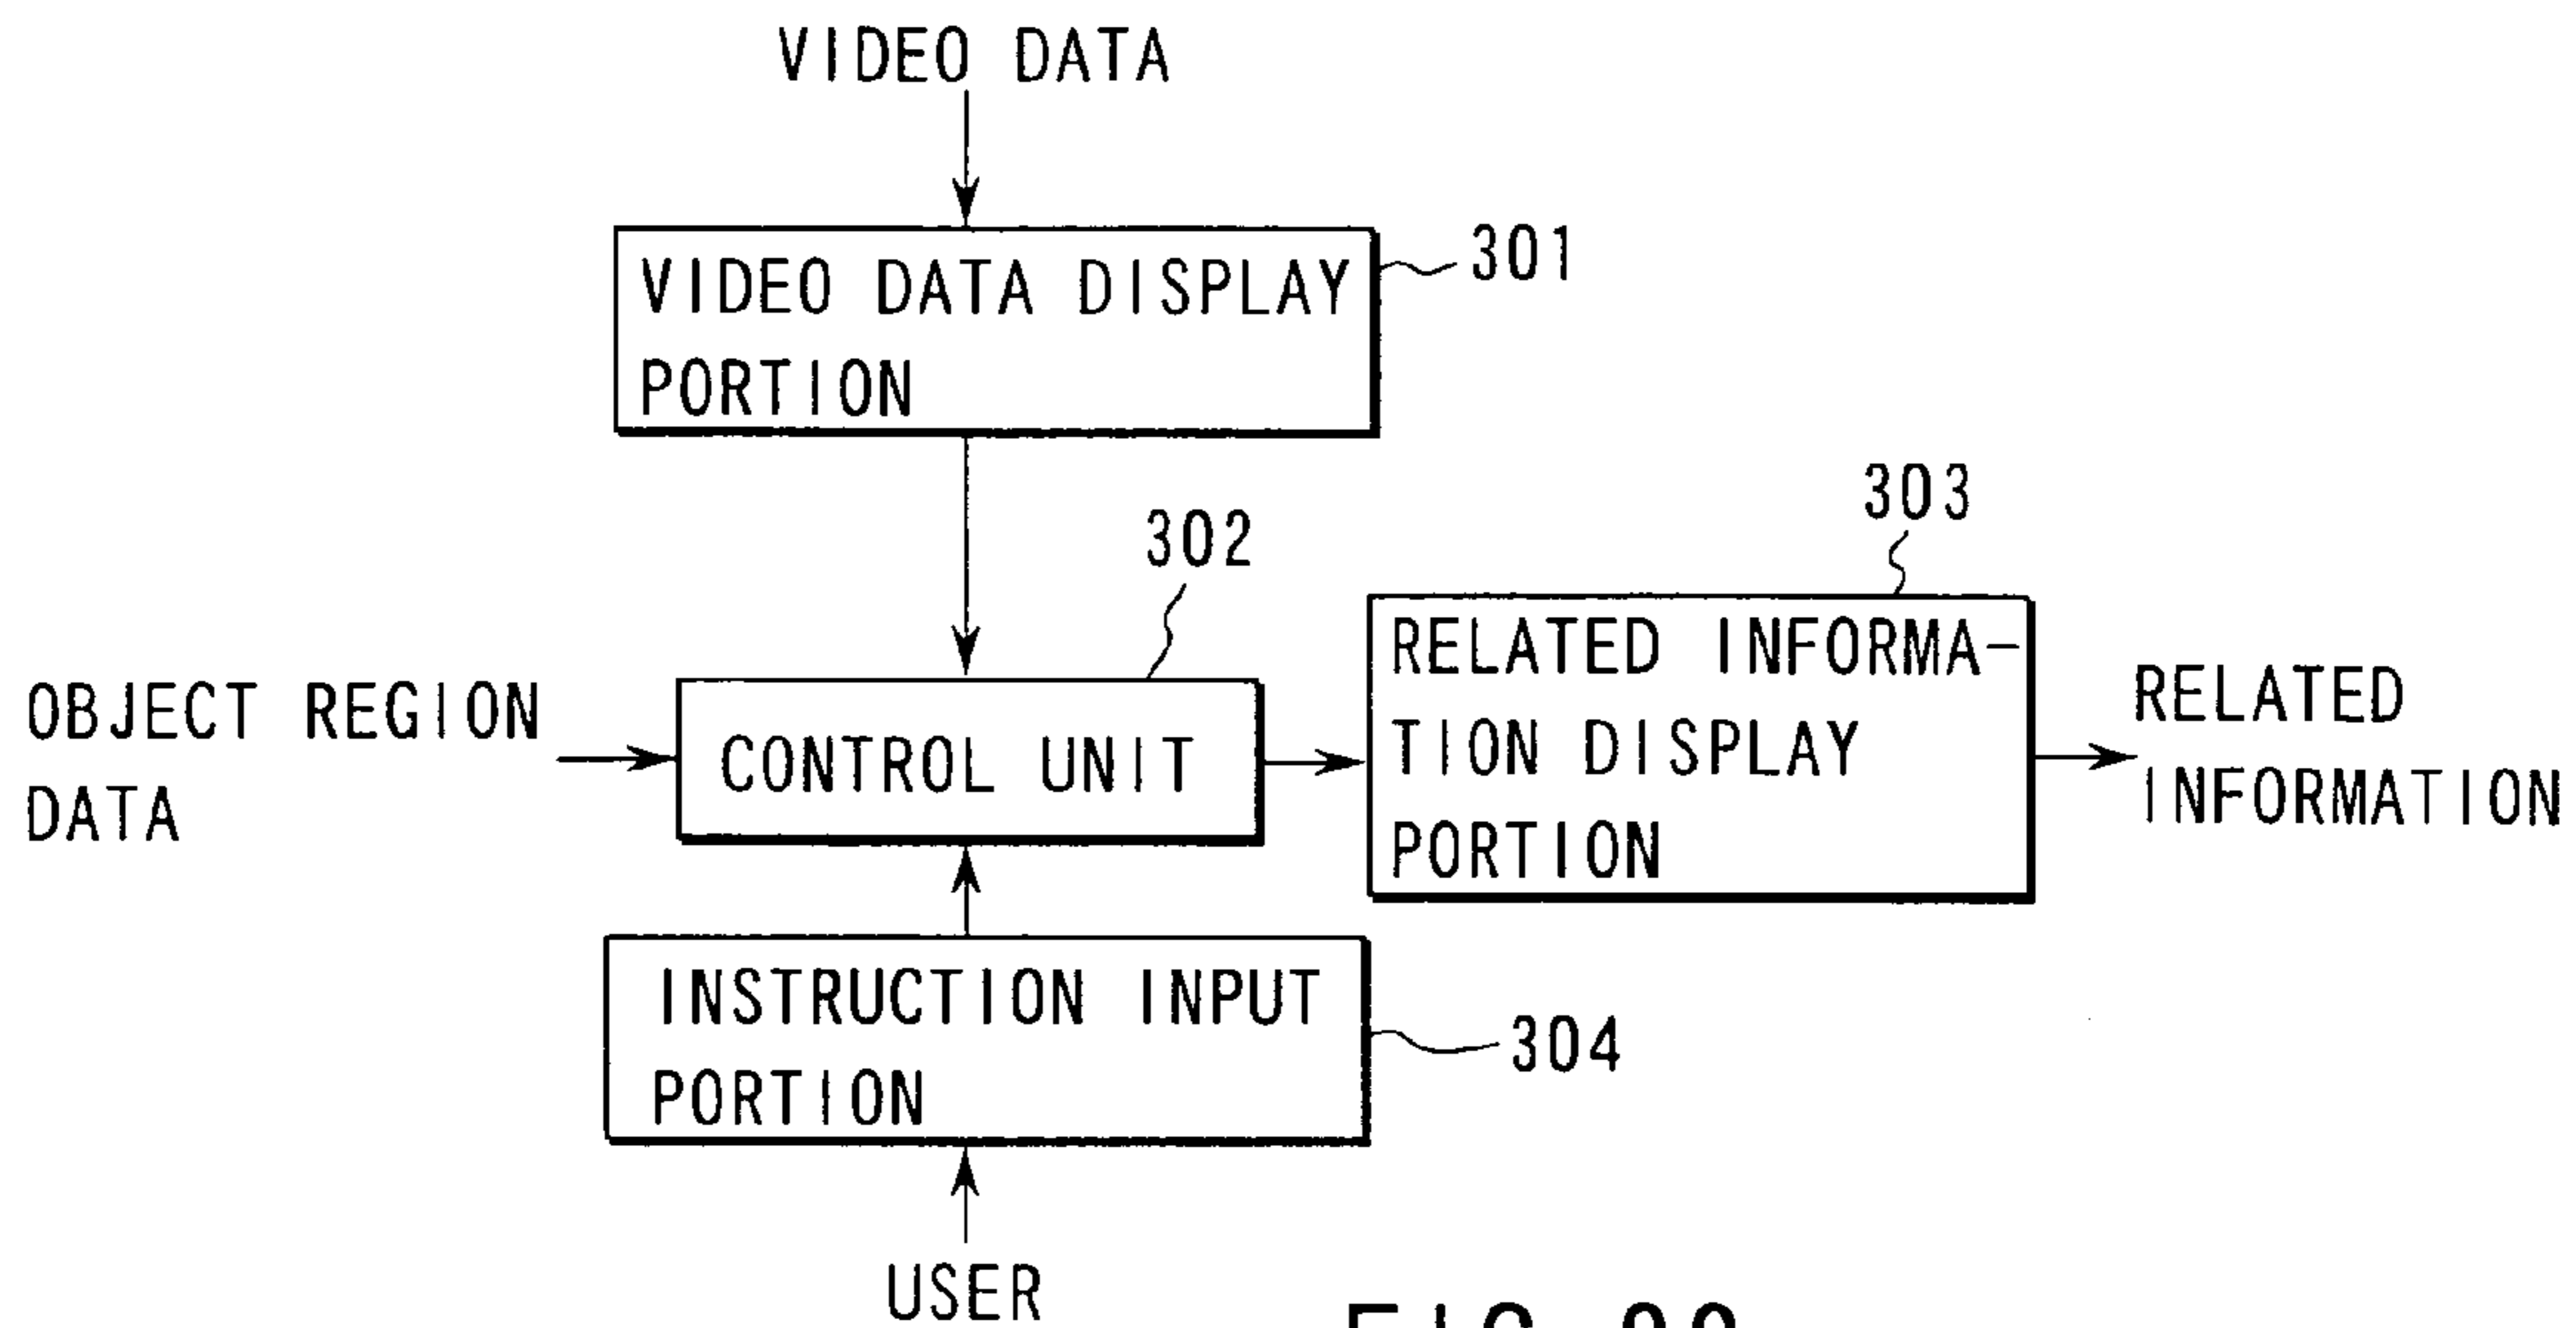 VIDEO DATA
VIDEO DATA DISPLAY
PORTION
301
302
303
OBJECT REGION
DATA
CONTROL UNIT
RELATED INFORMA-
TION DISPLAY
PORTION
RELATED
INFORMATION
INSTRUCTION INPUT
PORTION
304
USER